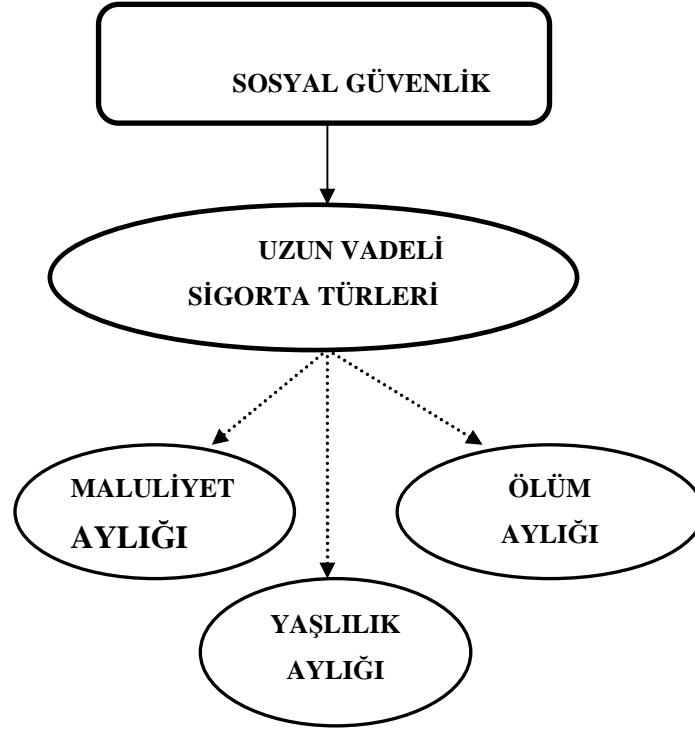 SOSYAL GÜVENLİK
UZUN VADELİ
SİGORTA TÜRLERİ
MALULİYET
AYLIĞI
ÖLÜM
AYLIĞI
YAŞLILIK
AYLIĞI